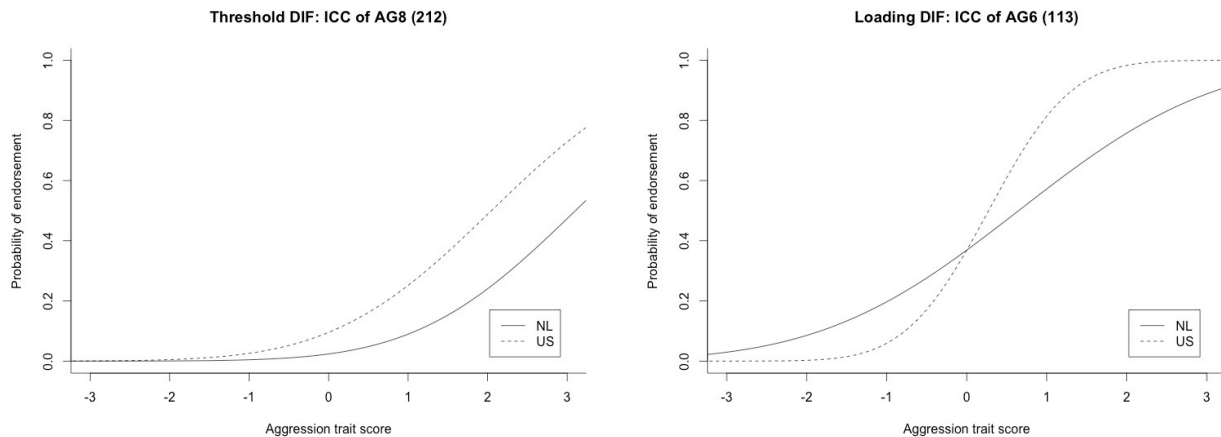 Threshold DIF: ICC of AG8 (212)
Probability of endorsement
1.0
0.8
0.6
0.4
0.2
0.0
-3 -2 -1 0 1 2 3
Aggression trait score
NL
US
Loading DIF: ICC of AG6 (113)
Probability of endorsement
1.0
0.8
0.6
0.4
0.2
0.0
-3 -2 -1 0 1 2 3
Aggression trait score
NL
US